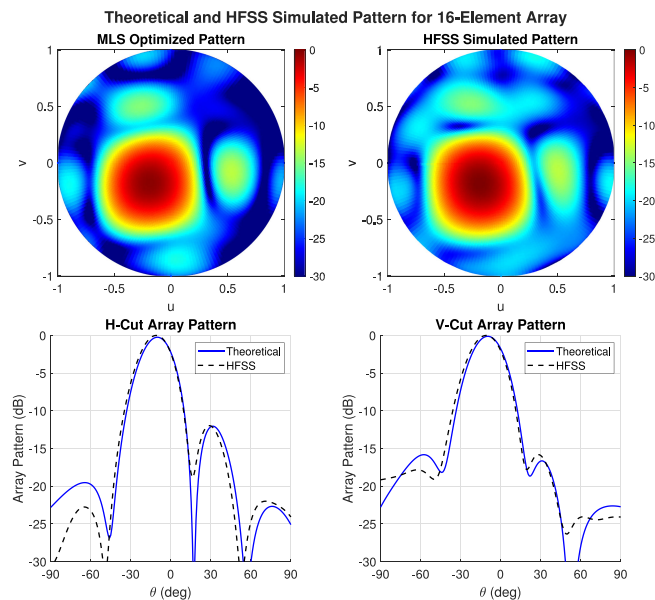 Theoretical and HFSS Simulated Pattern for 16-Element Array
MLS Optimized Pattern
HFSS Simulated Pattern
1
0.5
0
-0.5
-1
v
-1 -0.5 0 0.5 1
u
0
-5
-10
-15
-20
-25
-30
1
0.5
0
-0.5
-1
v
-1 -0.5 0 0.5 1
u
0
-5
-10
-15
-20
-25
-30
H-Cut Array Pattern
Theoretical
HFSS
0
-5
-10
-15
-20
-25
-30
Array Pattern (dB)
-90 -60 -30 0 30 60 90
θ (deg)
V-Cut Array Pattern
Theoretical
HFSS
0
-5
-10
-15
-20
-25
-30
Array Pattern (dB)
-90 -60 -30 0 30 60 90
θ (deg)